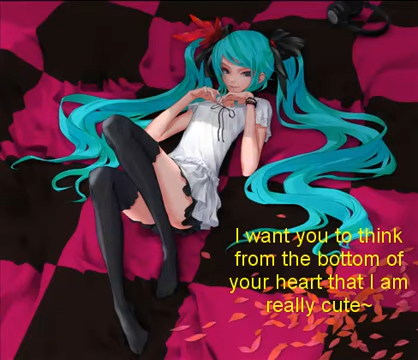 I want you to think
from the bottom of
your heart that I am
really cute~